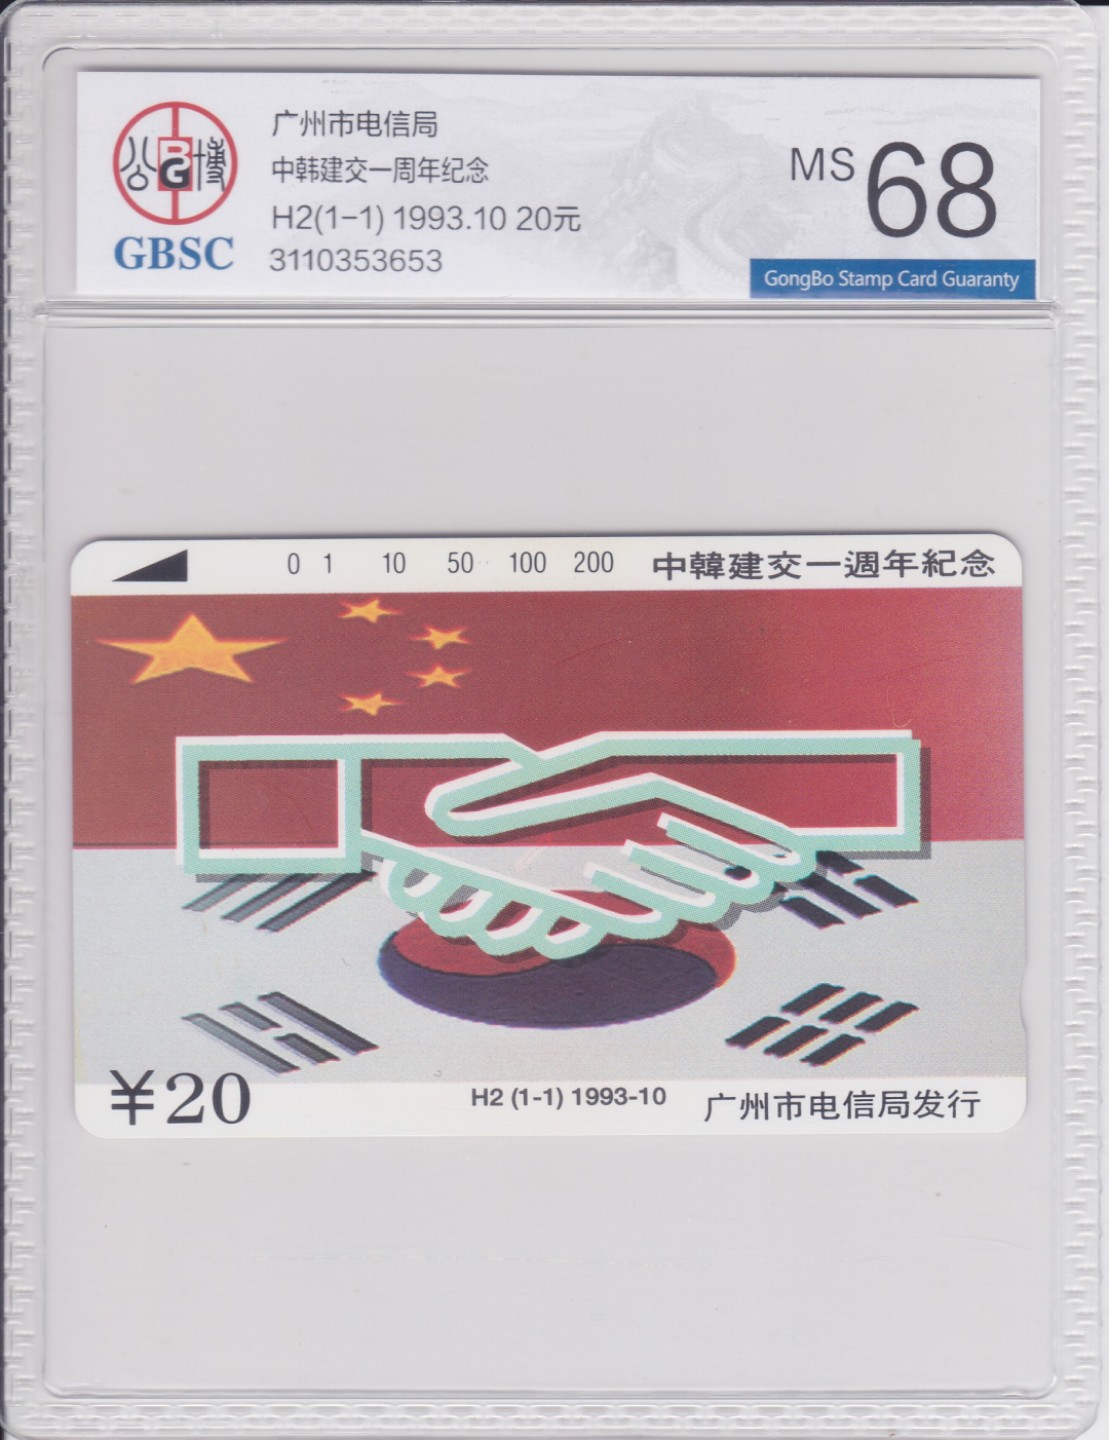 公博
BG
GBSC
广州市电信局
中韩建交一周年纪念
H2(1-1) 1993.10 20元
3110353653
MS 68
GongBo Stamp Card Guaranty
0 1 10 50 100 200 中韓建交一週年紀念
¥20 H2 (1-1) 1993-10 广州市电信局发行